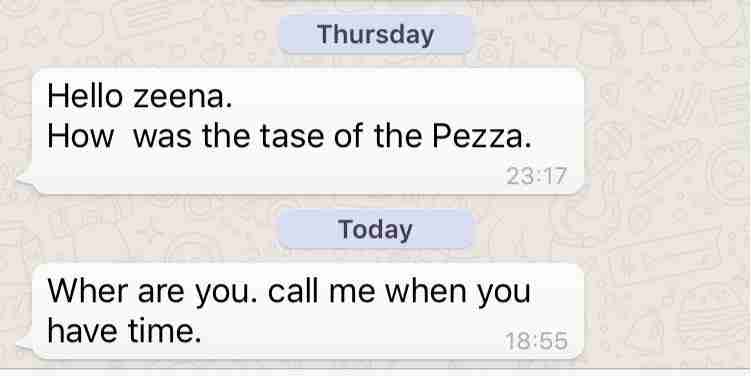 Thursday
Hello zeena.
How  was the tase of the Pezza.
23:17
Today
Wher are you. call me when you
have time.
18:55